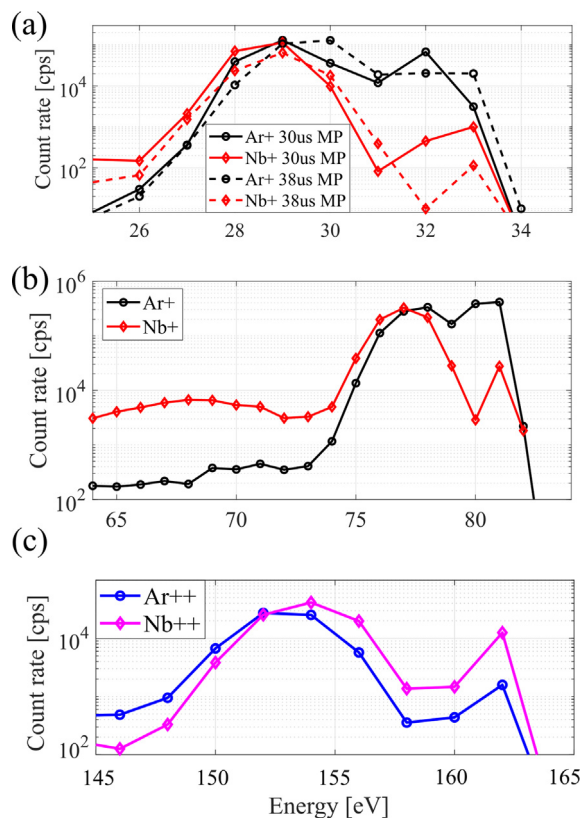 (a)
Count rate [cps]
10^4
10^2
Ar+ 30us MP
Nb+ 30us MP
Ar+ 38us MP
Nb+ 38us MP
26 28 30 32 34
(b)
Count rate [cps]
10^6
10^4
10^2
Ar+
Nb+
65 70 75 80
(c)
Count rate [cps]
10^4
10^2
Ar++
Nb++
145 150 155 160 165
Energy [eV]